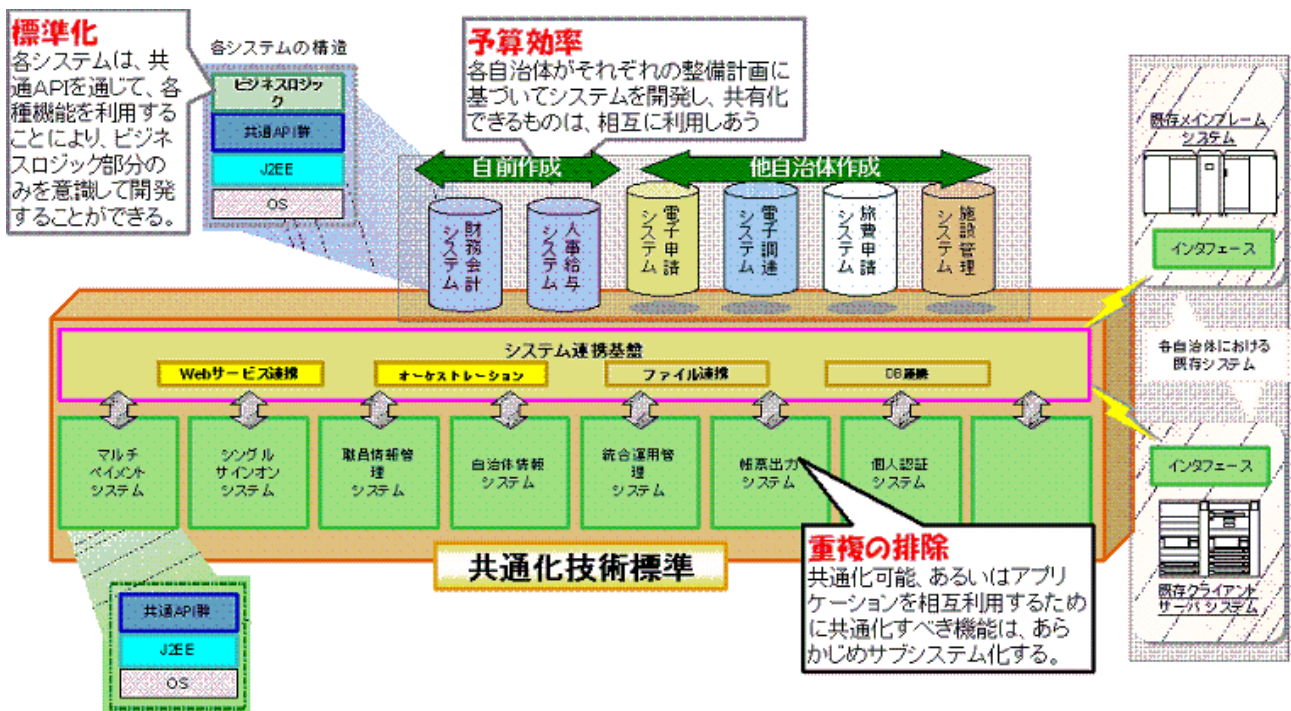 標準化
各システムは、共
通APIを通じて、各
種機能を利用する
ことにより、ビジネ
スロジック部分の
みを意識して開発
することができる。
各システムの構造
ビジネスロジッ
ク
共通API群
J2EE
OS
予算効率
各自治体がそれぞれの整備計画に
基づいてシステムを開発し、共有化
できるものは、相互に利用しあう
自前作成
他自治体作成
財務会計
システム
人事給与
システム
電子申請
システム
電子調達
システム
旅費申請
システム
施設管理
システム
既存メインフレーム
システム
インタフェース
各自治体における
既存システム
インタフェース
既存クライアント
サーバシステム
システム連携基盤
Webサービス連携
オーケストレーション
ファイル連携
DB連携
マルチ
ペイメント
システム
シングル
サインオン
システム
職員情報管
理
システム
自治体情報
システム
統合運用管
理
システム
帳票出力
システム
個人認証
システム
共通化技術標準
重複の排除
共通化可能、あるいはアプリ
ケーションを相互利用するため
に共通化すべき機能は、あら
かじめサブシステム化する。
共通API群
J2EE
OS